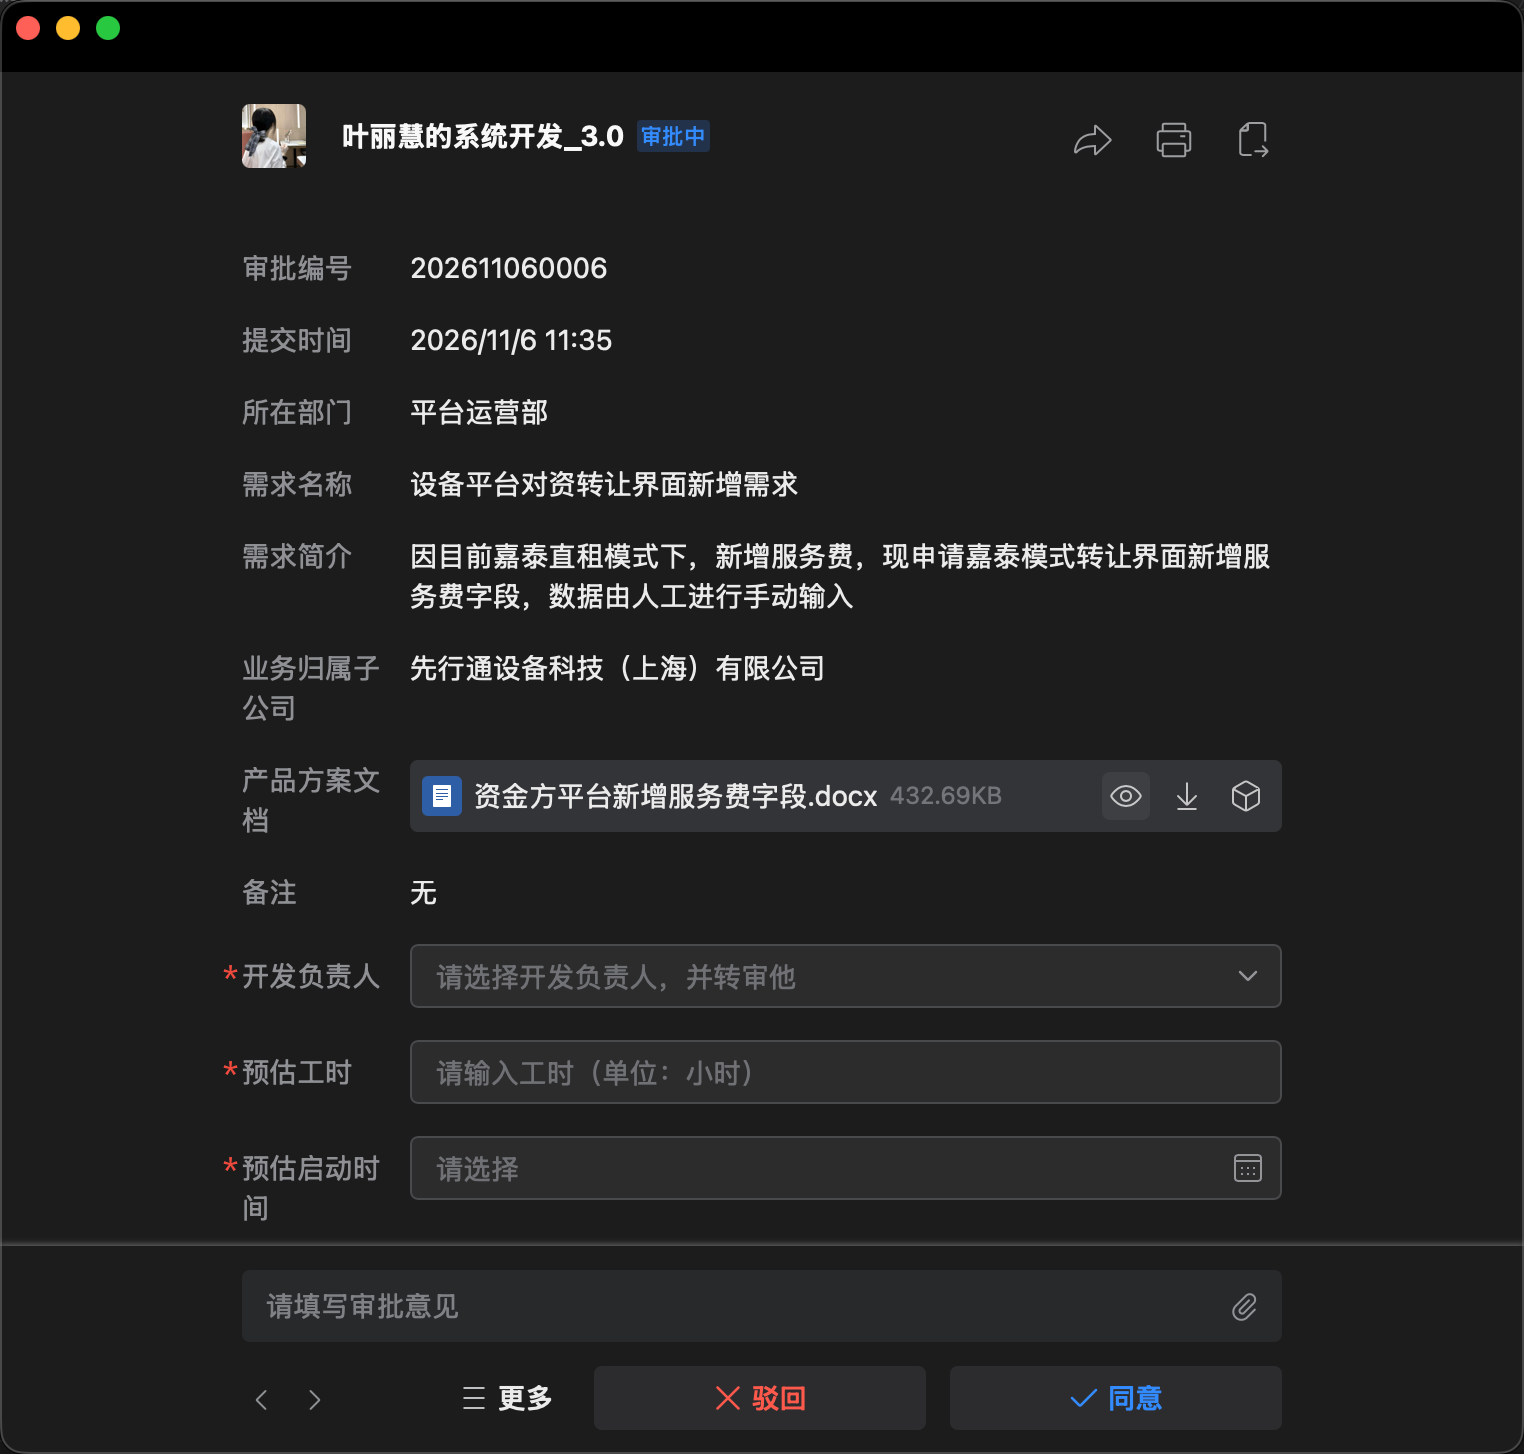 叶丽慧的系统开发_3.0 审批中
审批编号 202611060006
提交时间 2026/11/6 11:35
所在部门 平台运营部
需求名称 设备平台对资转让界面新增需求
需求简介 因目前嘉泰直租模式下，新增服务费，现申请嘉泰模式转让界面新增服
务费字段，数据由人工进行手动输入
业务归属子 先行通设备科技（上海）有限公司
公司
产品方案文 资金方平台新增服务费字段.docx 432.69KB
档
备注 无
*开发负责人 请选择开发负责人，并转审他
*预估工时 请输入工时（单位：小时）
*预估启动时 请选择
间
请填写审批意见
更多 驳回 同意